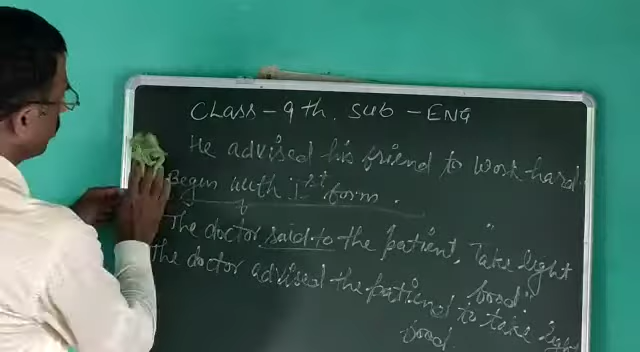 Class - 9th. Sub - ENG
He advised his friend to work hard.
Begin with Ist form.
The doctor said to the patient, "Take light food."
The doctor advised the patient to take light food.